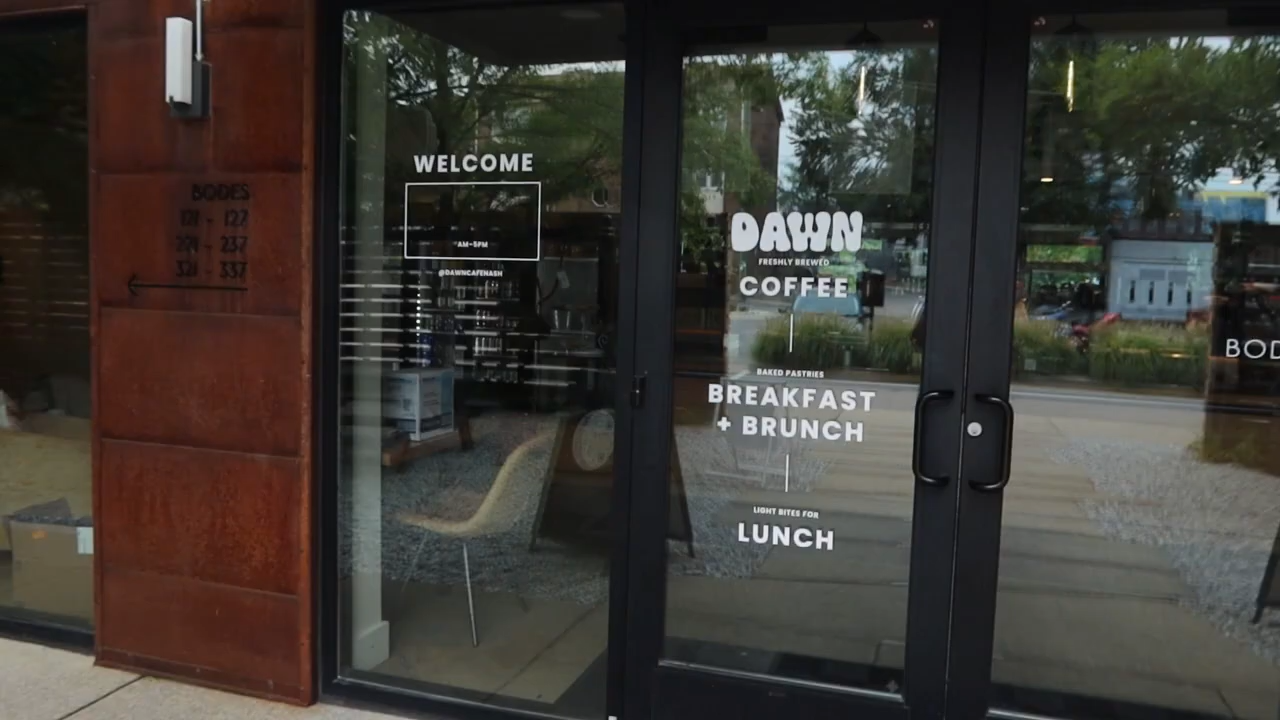 BODES
121 - 127
221 - 237
321 - 337
WELCOME
AM-5PM
@DAWNCAFENASH
DAWN
FRESHLY BREWED
COFFEE
BAKED PASTRIES
BREAKFAST
+ BRUNCH
LIGHT BITES FOR
LUNCH
BOD